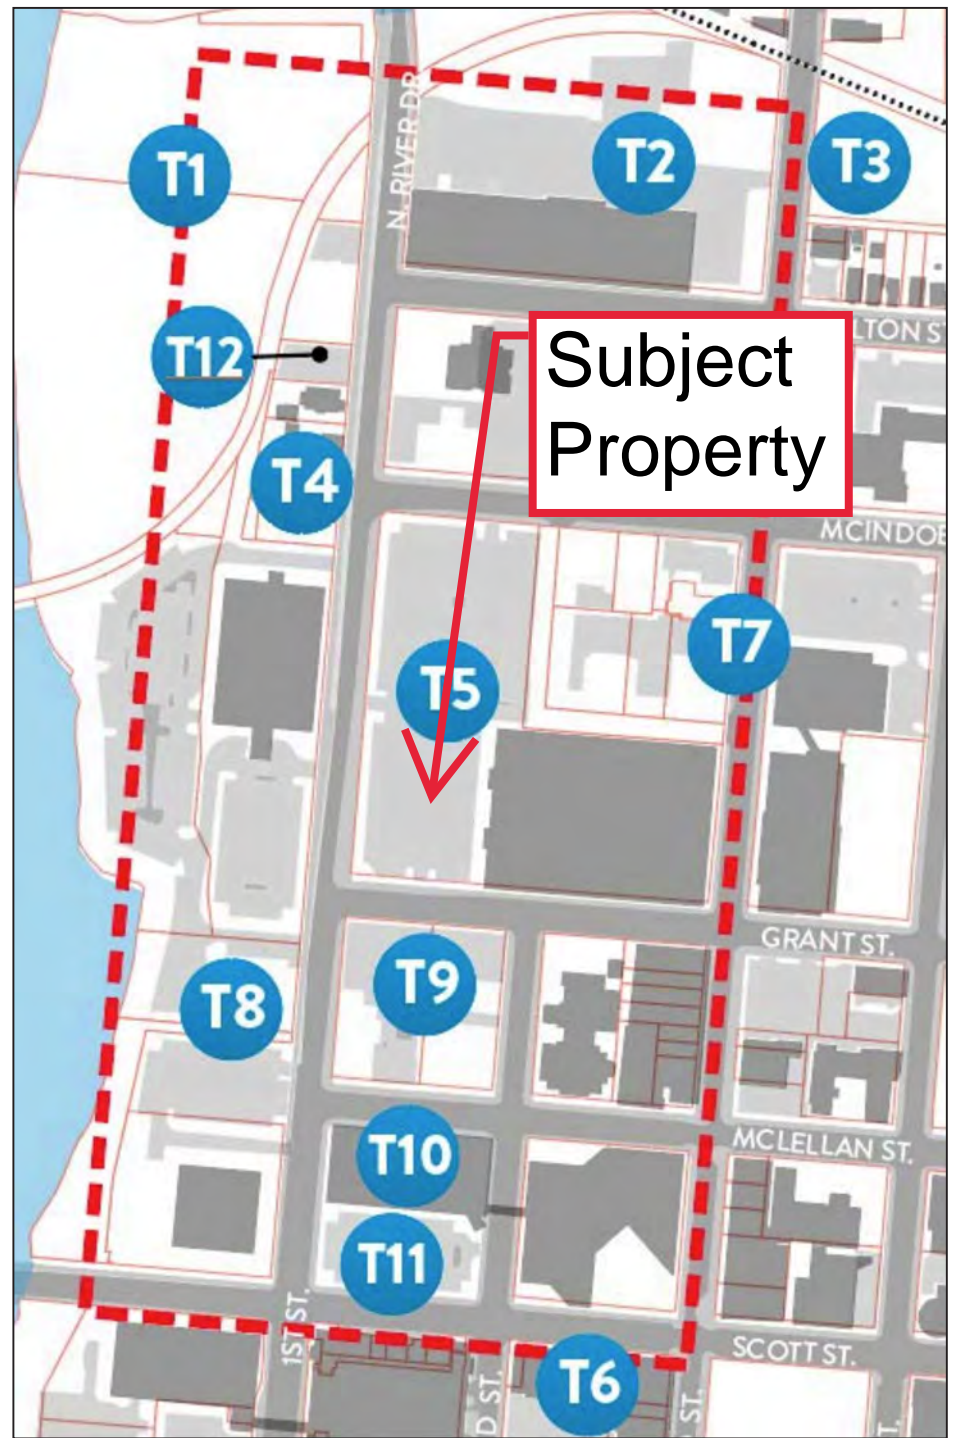 N. RIVER DR
T1
T2
T3
LTON S
T12
Subject
Property
T4
MCINDOE
T7
T5
GRANT ST.
T8
T9
MCLELLAN ST.
T10
T11
1ST ST.
SCOTT ST.
T6
D ST.
ST.
T.